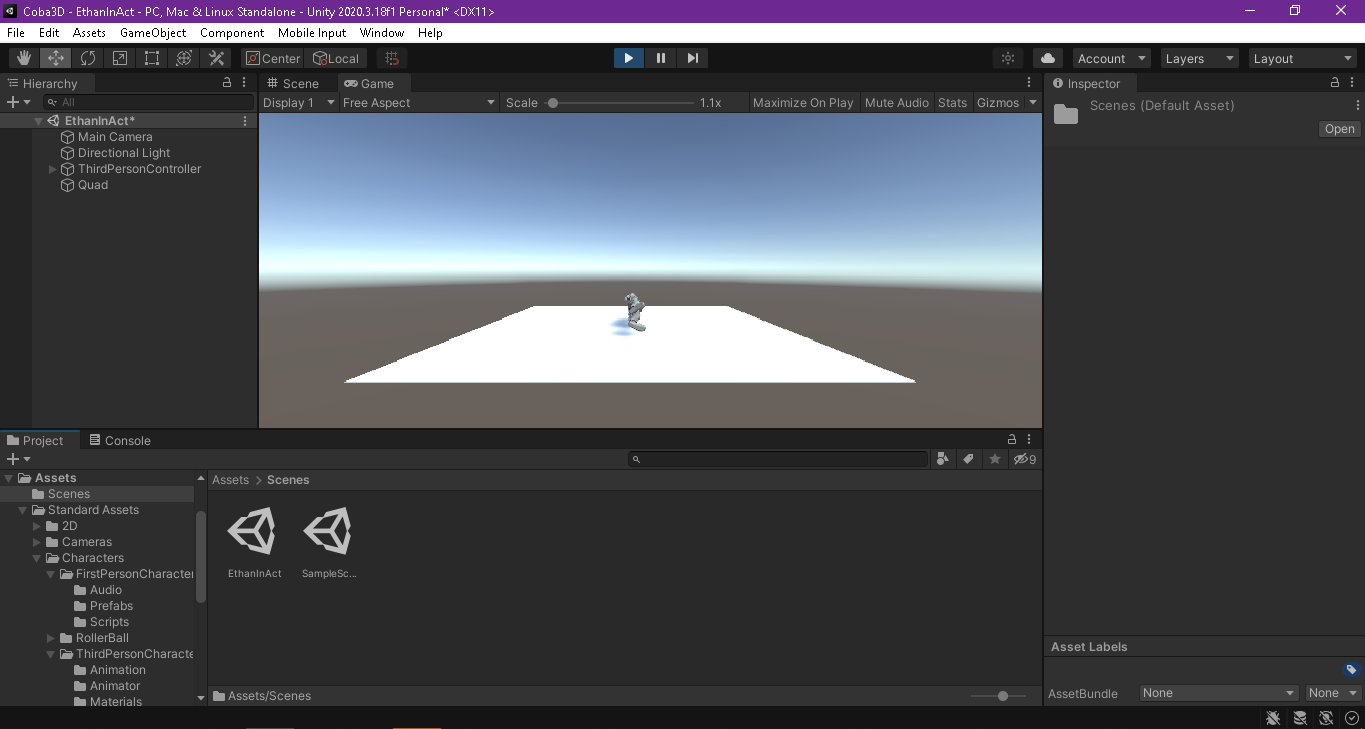 Coba3D - EthanInAct - PC, Mac & Linux Standalone - Unity 2020.3.18f1 Personal* <DX11>
File Edit Assets GameObject Component Mobile Input Window Help
Center Local Account Layers Layout
Hierarchy
All
EthanInAct*
Main Camera
Directional Light
ThirdPersonController
Quad
Scene Game
Display 1 Free Aspect Scale 1.1x Maximize On Play Mute Audio Stats Gizmos
Inspector
Scenes (Default Asset)
Open
Project Console
9
Assets
Scenes
Standard Assets
2D
Cameras
Characters
FirstPersonCharacter
Audio
Prefabs
Scripts
RollerBall
ThirdPersonCharacte
Animation
Animator
Materials
Assets > Scenes
EthanInAct SampleSc...
Assets/Scenes
Asset Labels
AssetBundle None None